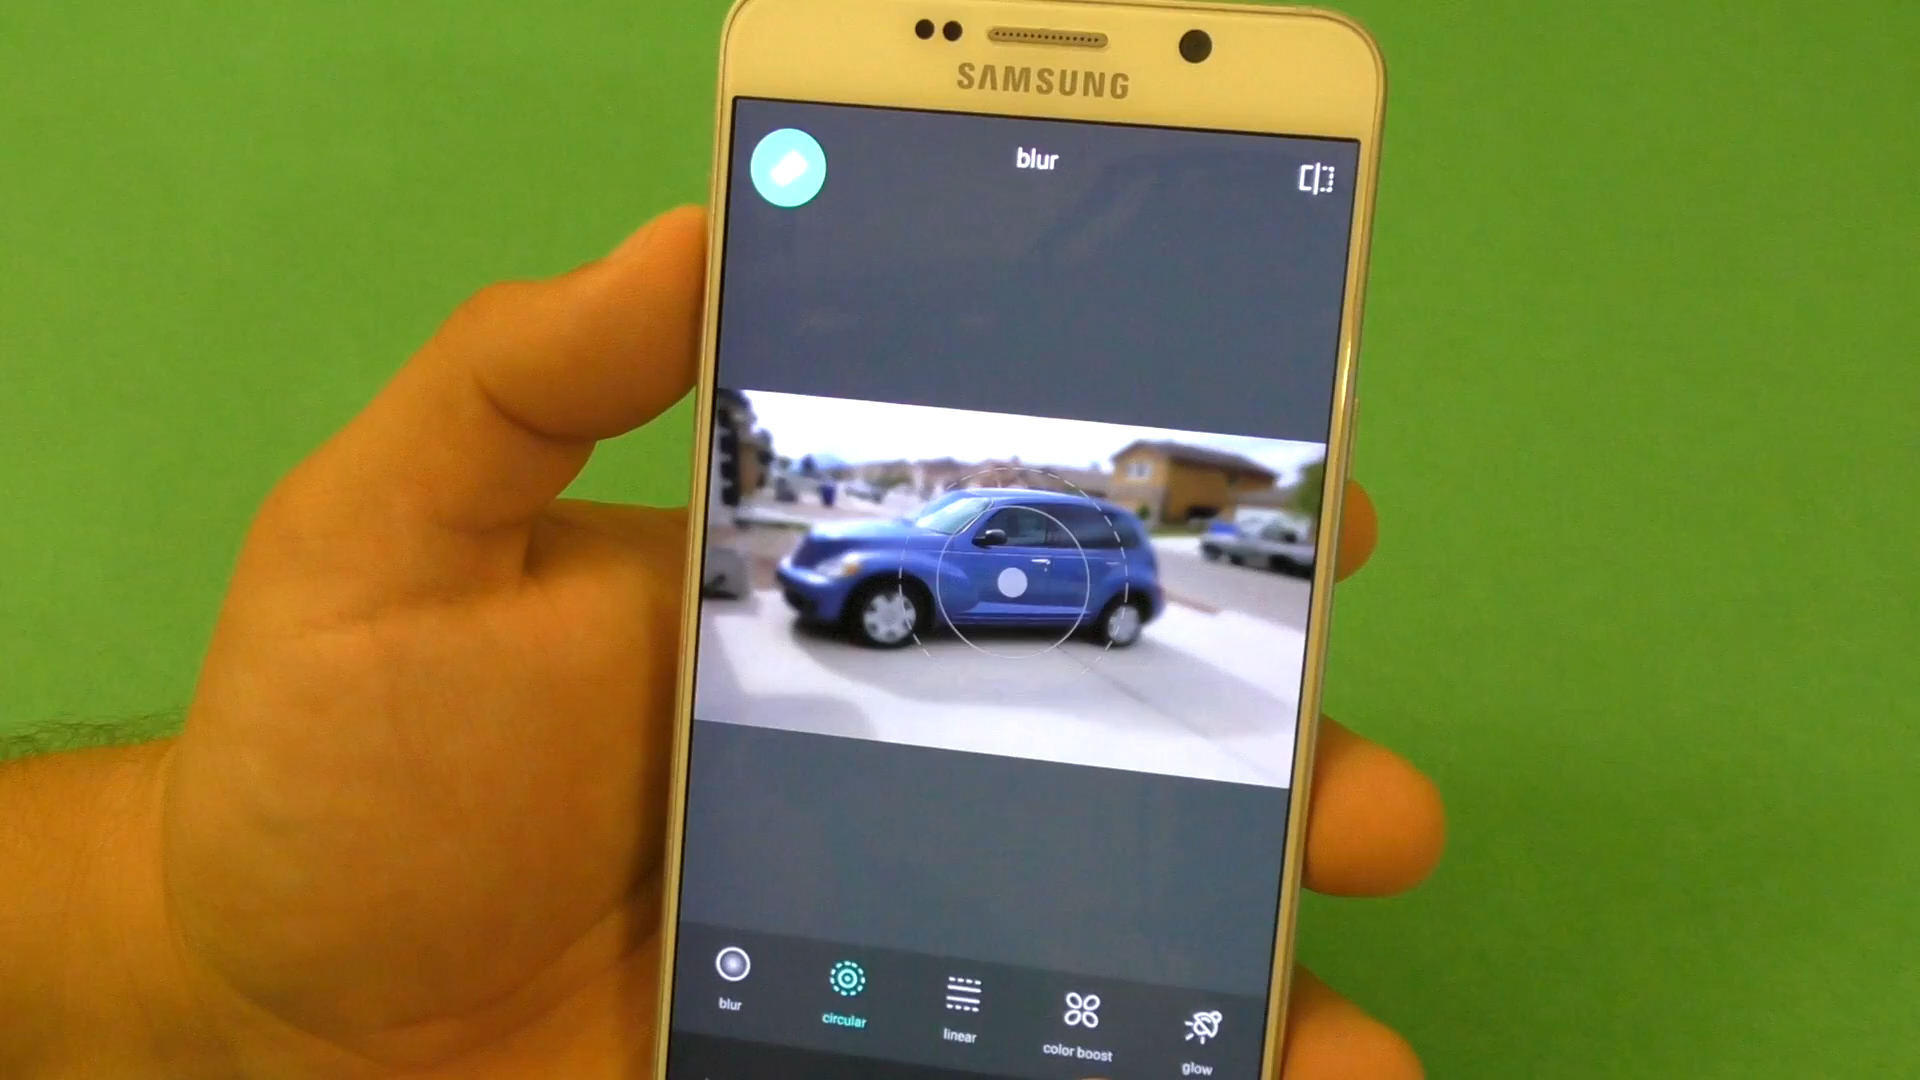 SAMSUNG
blur
blur
circular
linear
color boost
glow